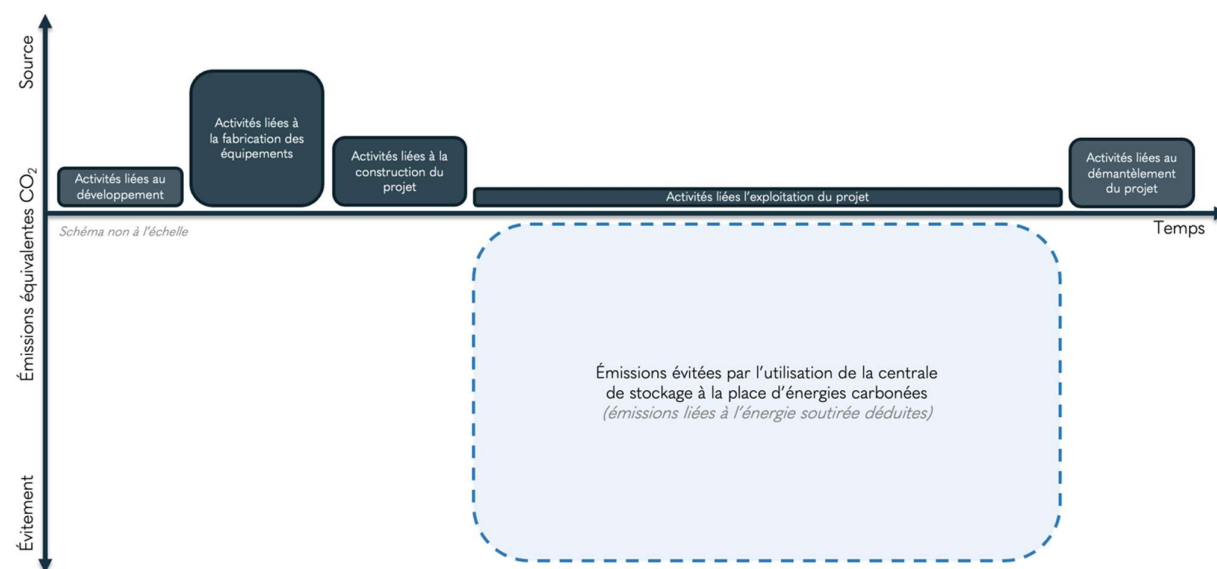 Source
Émissions équivalentes CO₂
Évitement
Activités liées au
développement
Activités liées à
la fabrication des
équipements
Activités liées à la
construction du
projet
Activités liées l'exploitation du projet
Activités liées au
démantèlement
du projet
Temps
Schéma non à l'échelle
Émissions évitées par l'utilisation de la centrale
de stockage à la place d'énergies carbonées
(émissions liées à l'énergie soutirée déduites)